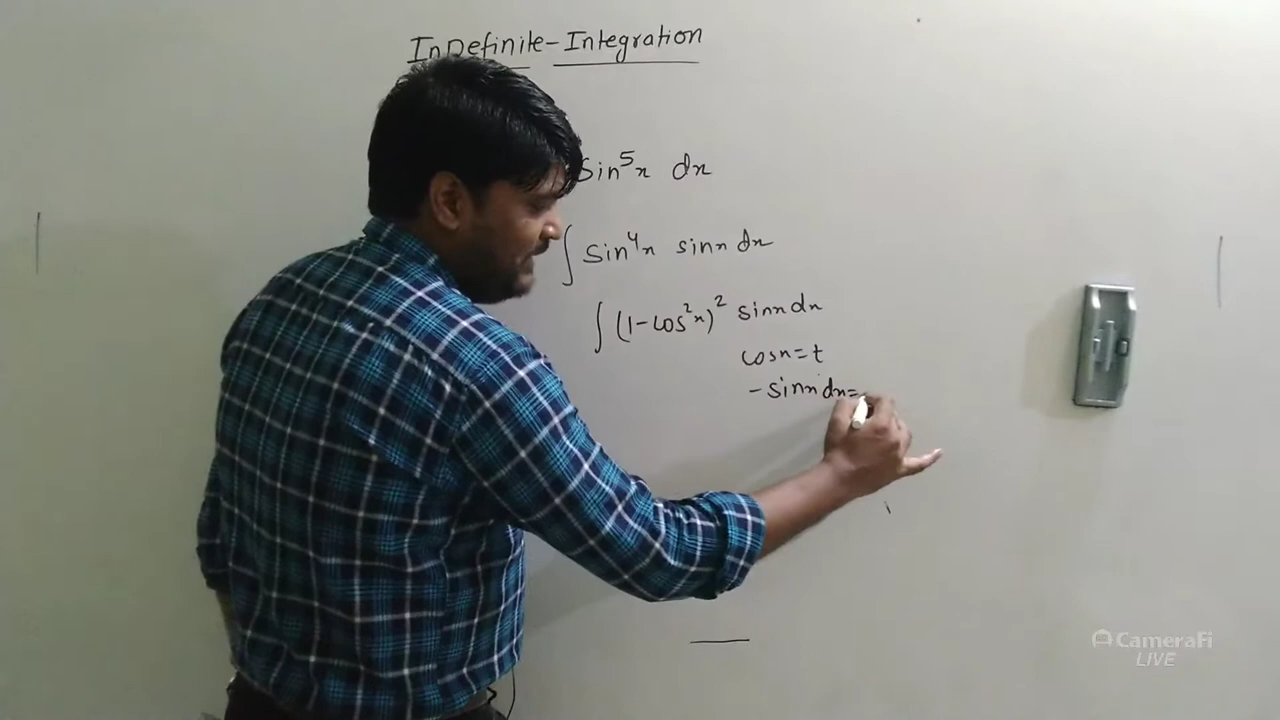 InDefinite-Integration
Sin⁵x dx
∫ Sin⁴x sinx dx
∫ (1-cos²x)² sinx dx
cosx=t
-sinx dx=
CameraFi
LIVE